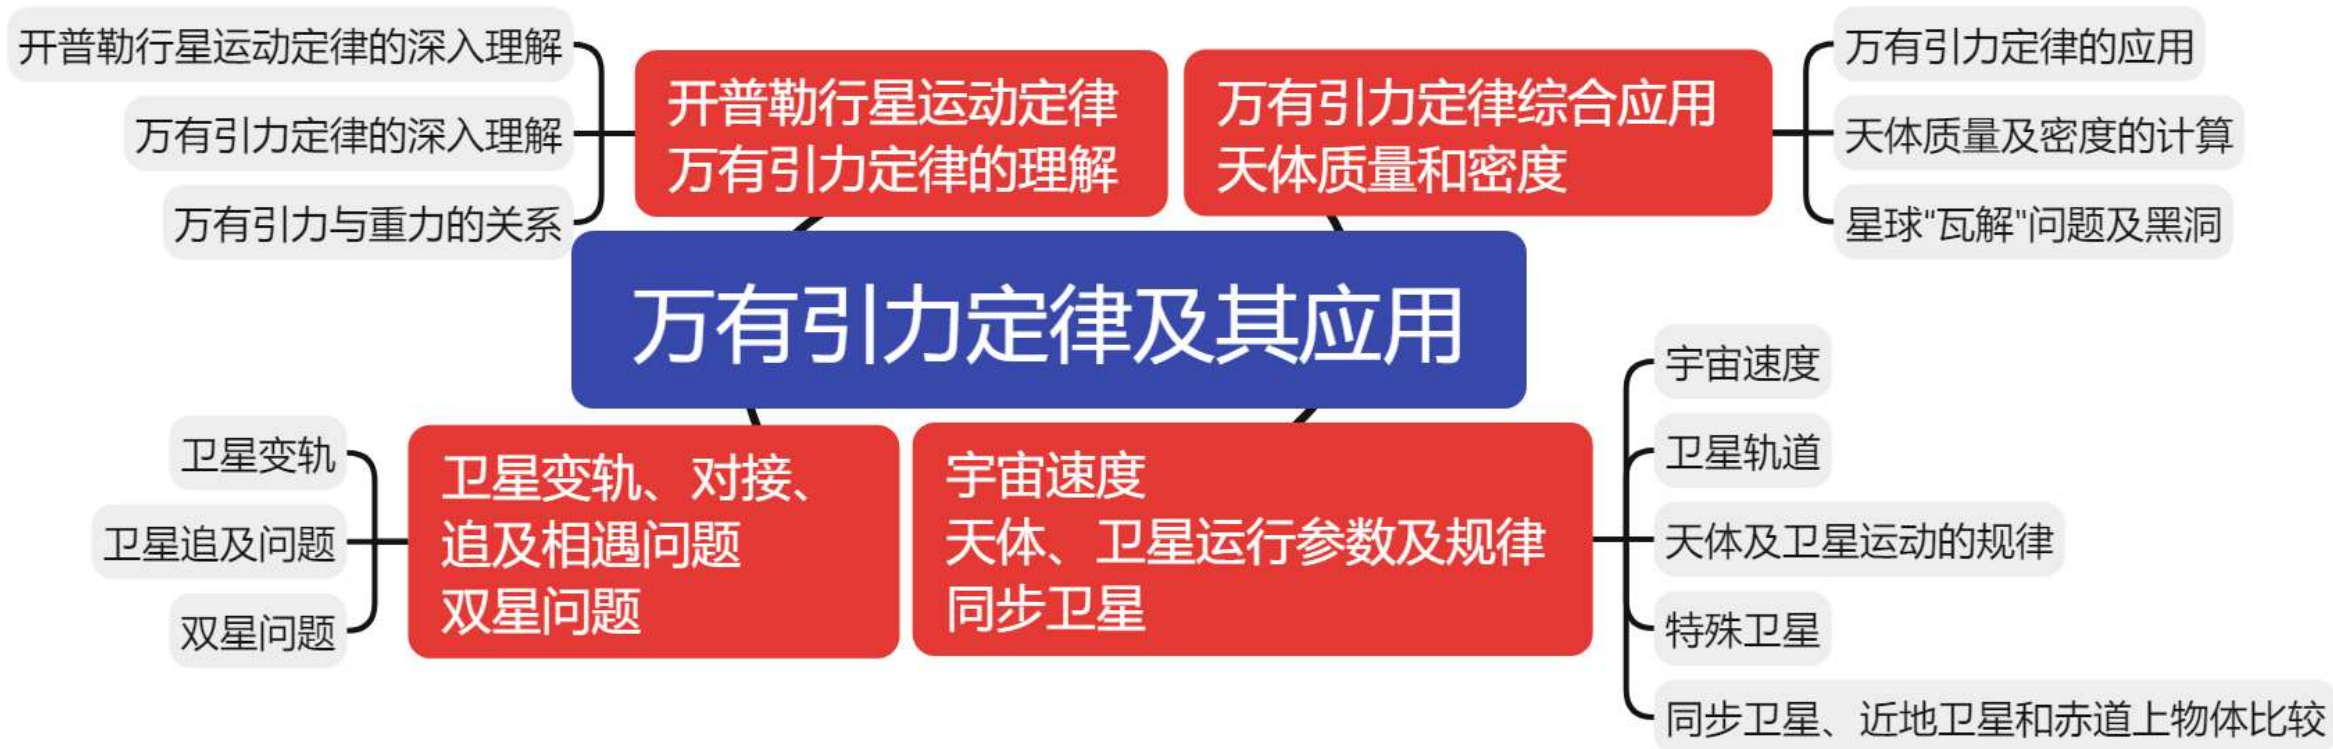 开普勒行星运动定律的深入理解
万有引力定律的深入理解
万有引力与重力的关系
开普勒行星运动定律
万有引力定律的理解
万有引力定律综合应用
天体质量和密度
万有引力定律的应用
天体质量及密度的计算
星球"瓦解"问题及黑洞
万有引力定律及其应用
卫星变轨
卫星追及问题
双星问题
卫星变轨、对接、
追及相遇问题
双星问题
宇宙速度
天体、卫星运行参数及规律
同步卫星
宇宙速度
卫星轨道
天体及卫星运动的规律
特殊卫星
同步卫星、近地卫星和赤道上物体比较